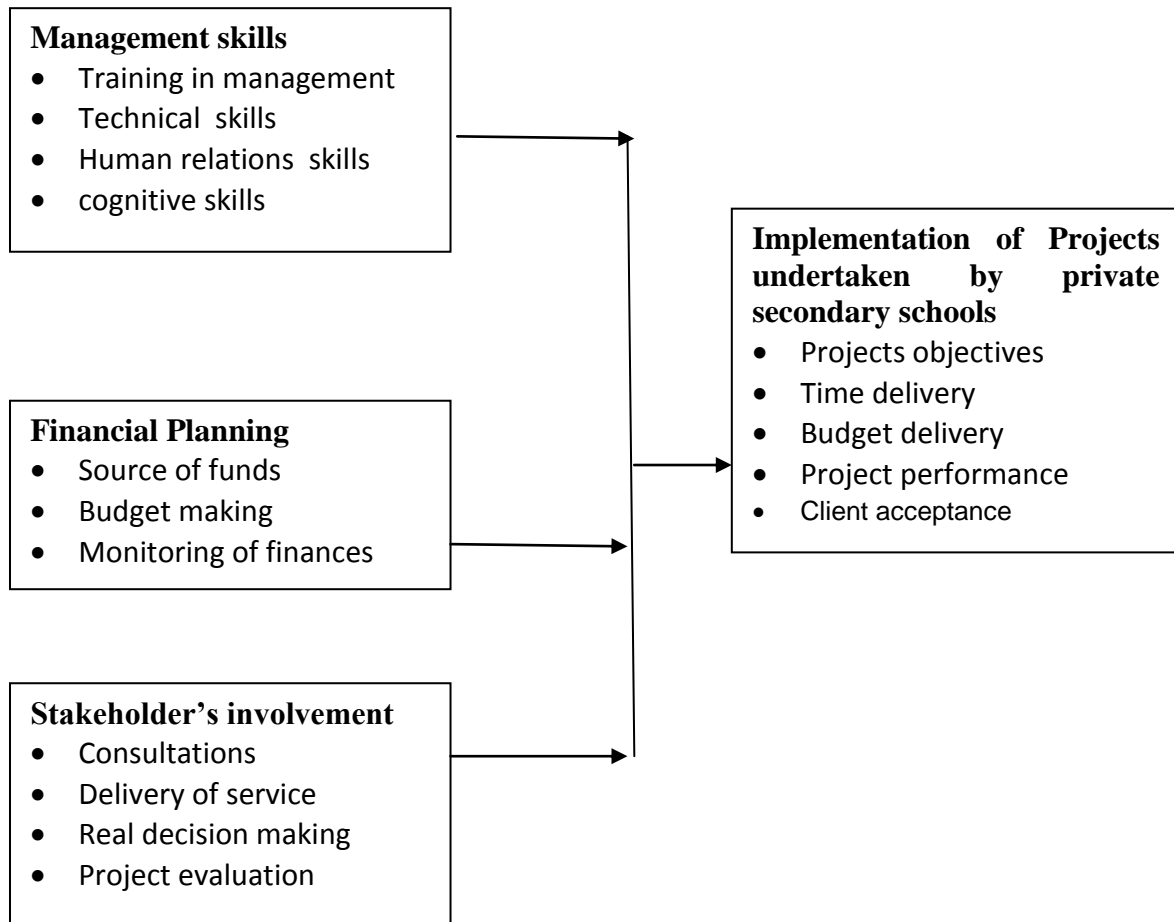 Management skills
• Training in management
• Technical skills
• Human relations skills
• cognitive skills
Financial Planning
• Source of funds
• Budget making
• Monitoring of finances
Stakeholder’s involvement
• Consultations
• Delivery of service
• Real decision making
• Project evaluation
Implementation of Projects
undertaken by private
secondary schools
• Projects objectives
• Time delivery
• Budget delivery
• Project performance
• Client acceptance